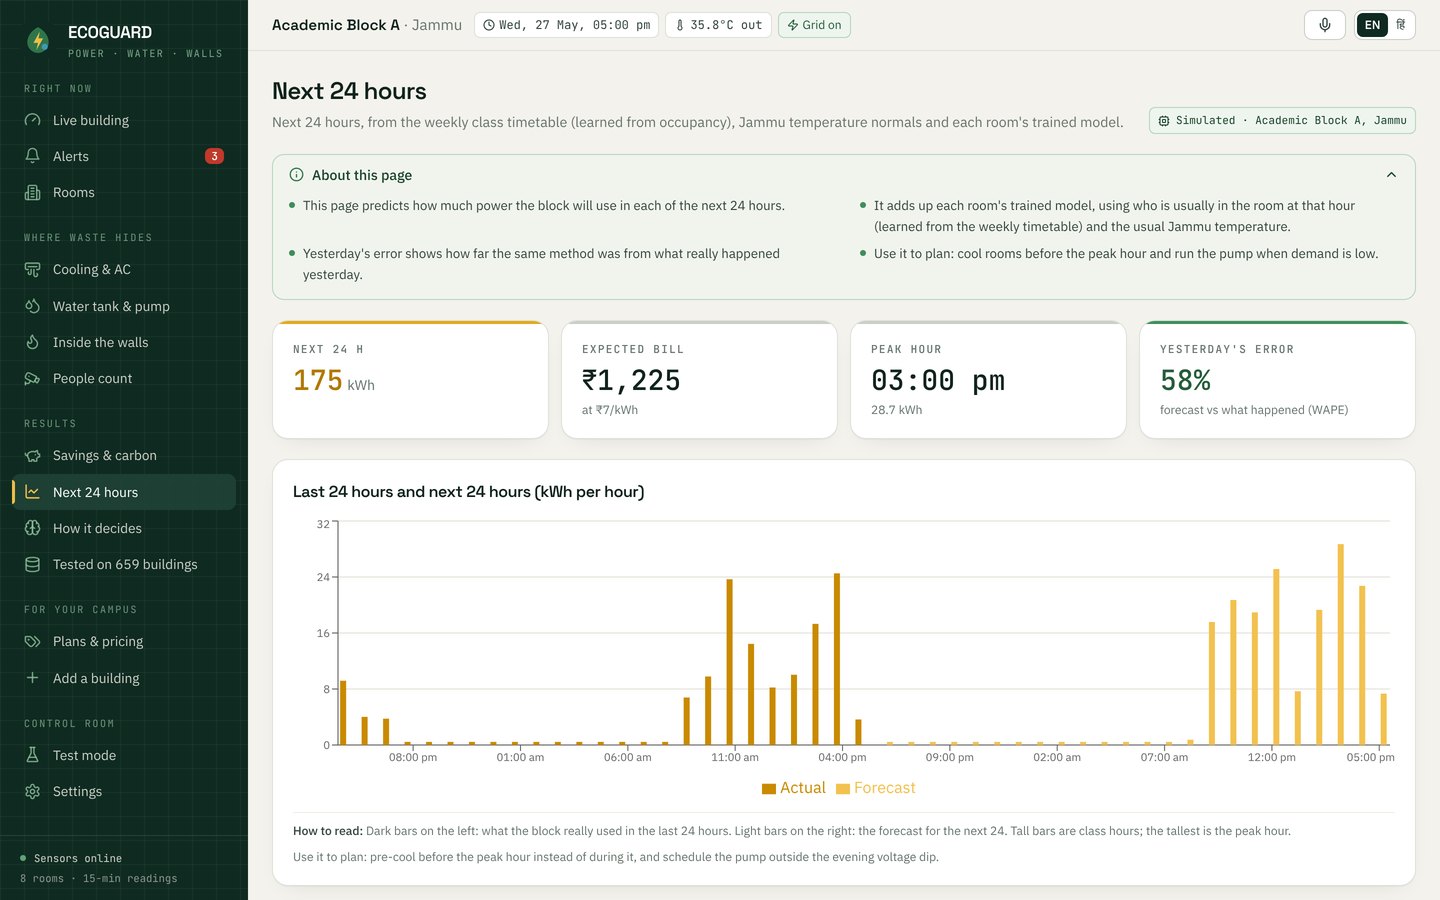 ECOGUARD
POWER · WATER · WALLS
RIGHT NOW
Live building
Alerts
3
Rooms
WHERE WASTE HIDES
Cooling & AC
Water tank & pump
Inside the walls
People count
RESULTS
Savings & carbon
Next 24 hours
How it decides
Tested on 659 buildings
FOR YOUR CAMPUS
Plans & pricing
Add a building
CONTROL ROOM
Test mode
Settings
Sensors online
8 rooms · 15-min readings
Academic Block A · Jammu
Wed, 27 May, 05:00 pm
35.8°C out
Grid on
EN
हिं
Next 24 hours
Next 24 hours, from the weekly class timetable (learned from occupancy), Jammu temperature normals and each room's trained model.
Simulated · Academic Block A, Jammu
About this page
This page predicts how much power the block will use in each of the next 24 hours.
It adds up each room's trained model, using who is usually in the room at that hour
(learned from the weekly timetable) and the usual Jammu temperature.
Yesterday's error shows how far the same method was from what really happened
yesterday.
Use it to plan: cool rooms before the peak hour and run the pump when demand is low.
NEXT 24 H
175 kWh
EXPECTED BILL
₹1,225
at ₹7/kWh
PEAK HOUR
03:00 pm
28.7 kWh
YESTERDAY'S ERROR
58%
forecast vs what happened (WAPE)
Last 24 hours and next 24 hours (kWh per hour)
32
24
16
8
0
08:00 pm
01:00 am
06:00 am
11:00 am
04:00 pm
09:00 pm
02:00 am
07:00 am
12:00 pm
05:00 pm
Actual
Forecast
How to read: Dark bars on the left: what the block really used in the last 24 hours. Light bars on the right: the forecast for the next 24. Tall bars are class hours; the tallest is the peak hour.
Use it to plan: pre-cool before the peak hour instead of during it, and schedule the pump outside the evening voltage dip.